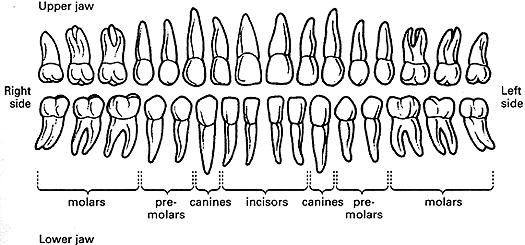 Upper jaw
Right
side
Left
side
molars
pre-
molars
canines
incisors
canines
pre-
molars
molars
Lower jaw